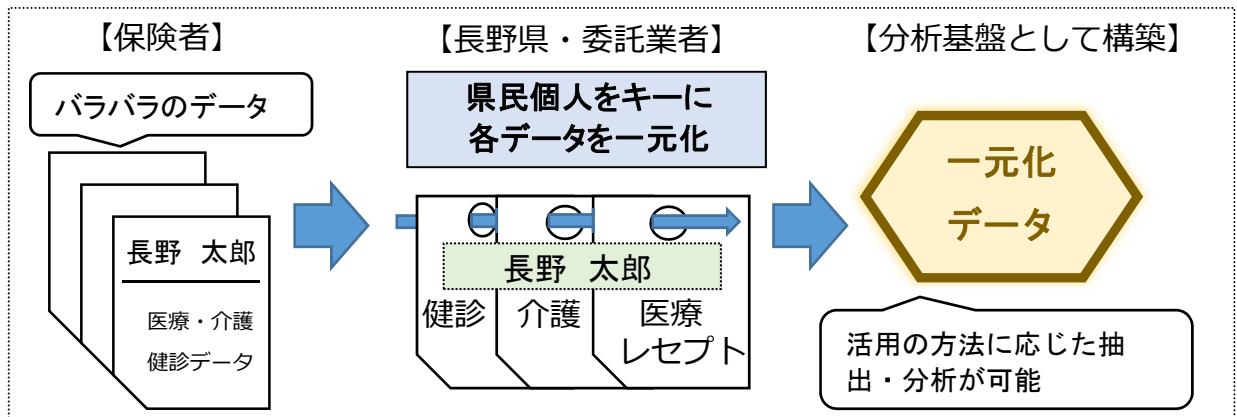 【保険者】
バラバラのデータ
長野 太郎
医療・介護
健診データ
【長野県・委託業者】
県民個人をキーに
各データを一元化
長野 太郎
健診
介護
医療
レセプト
【分析基盤として構築】
一元化
データ
活用の方法に応じた抽
出・分析が可能